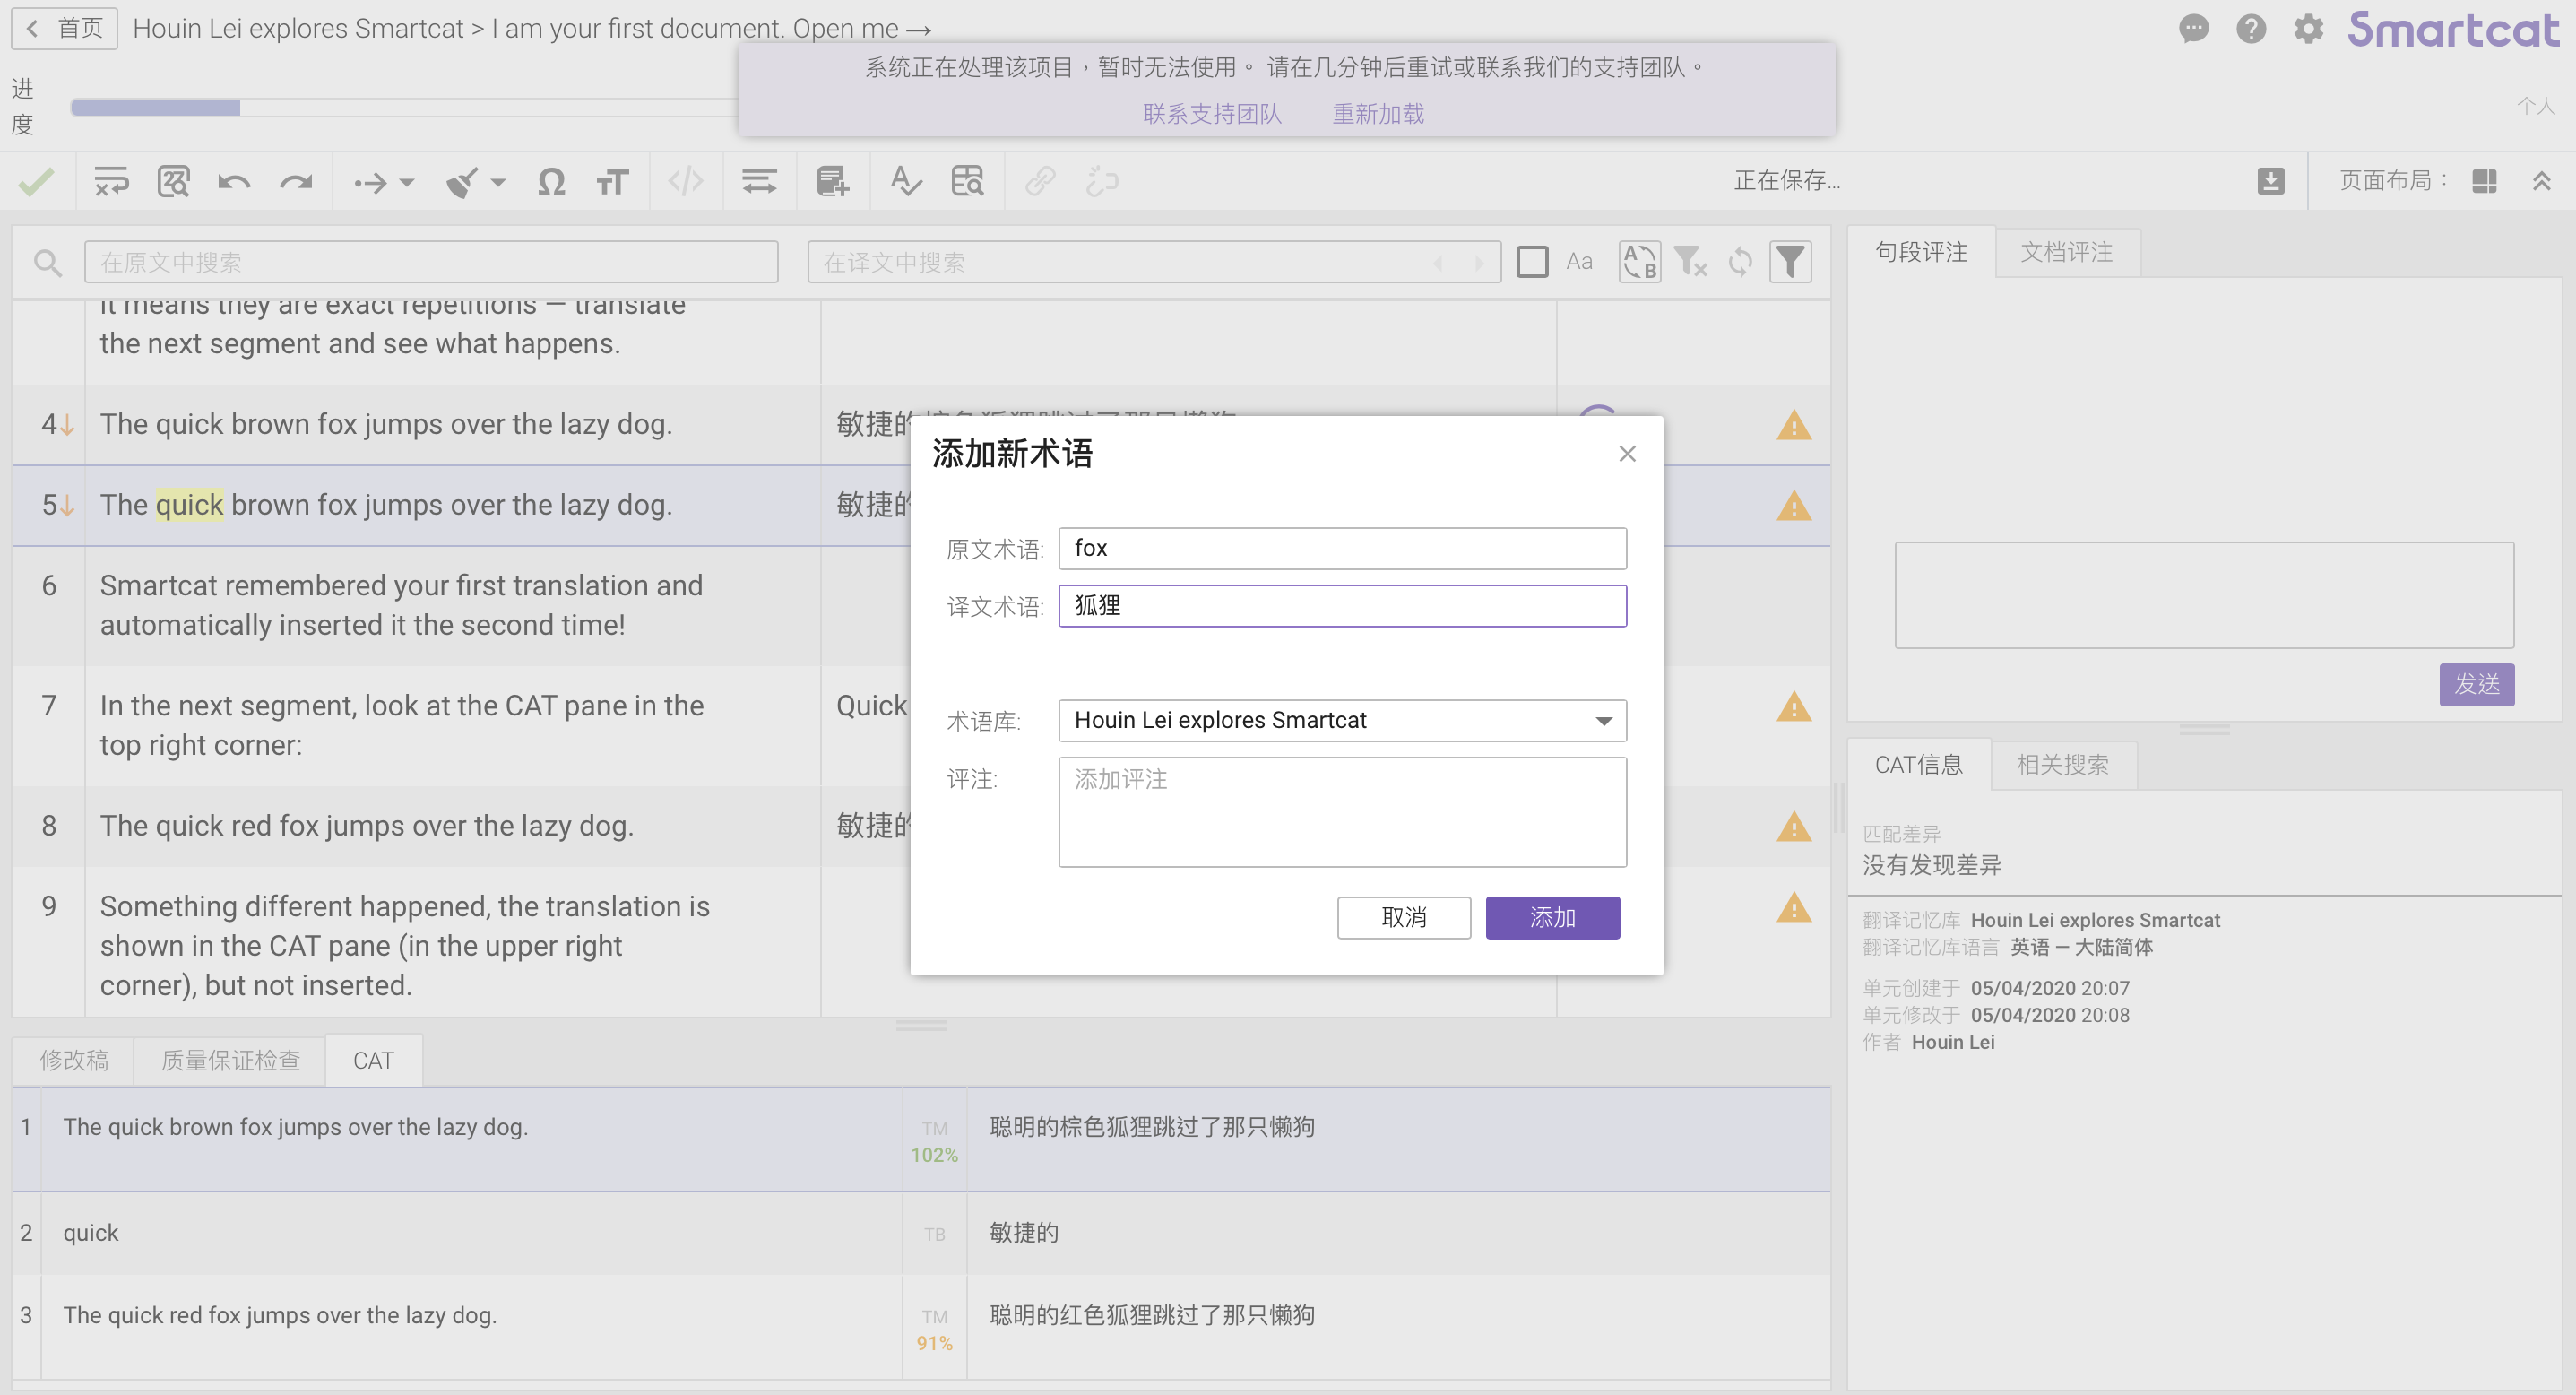 首页
Houin Lei explores Smartcat > I am your first document. Open me →
Smartcat
系统正在处理该项目，暂时无法使用。 请在几分钟后重试或联系我们的支持团队。
联系支持团队 重新加载
进度
个人
正在保存...
页面布局：
在原文中搜索
在译文中搜索
Aa
it means they are exact repetitions — translate
the next segment and see what happens.
4 The quick brown fox jumps over the lazy dog.
敏捷的棕色狐狸跳过了那只懒狗
5 The quick brown fox jumps over the lazy dog.
敏捷的
6 Smartcat remembered your first translation and
automatically inserted it the second time!
7 In the next segment, look at the CAT pane in the
top right corner:
Quick
8 The quick red fox jumps over the lazy dog.
敏捷的
9 Something different happened, the translation is
shown in the CAT pane (in the upper right
corner), but not inserted.
添加新术语
原文术语: fox
译文术语: 狐狸
术语库: Houin Lei explores Smartcat
评注: 添加评注
取消 添加
句段评注 文档评注
发送
CAT信息 相关搜索
匹配差异
没有发现差异
翻译记忆库 Houin Lei explores Smartcat
翻译记忆库语言 英语 — 大陆简体
单元创建于 05/04/2020 20:07
单元修改于 05/04/2020 20:08
作者 Houin Lei
修改稿 质量保证检查 CAT
1 The quick brown fox jumps over the lazy dog. TM 102% 聪明的棕色狐狸跳过了那只懒狗
2 quick TB 敏捷的
3 The quick red fox jumps over the lazy dog. TM 91% 聪明的红色狐狸跳过了那只懒狗